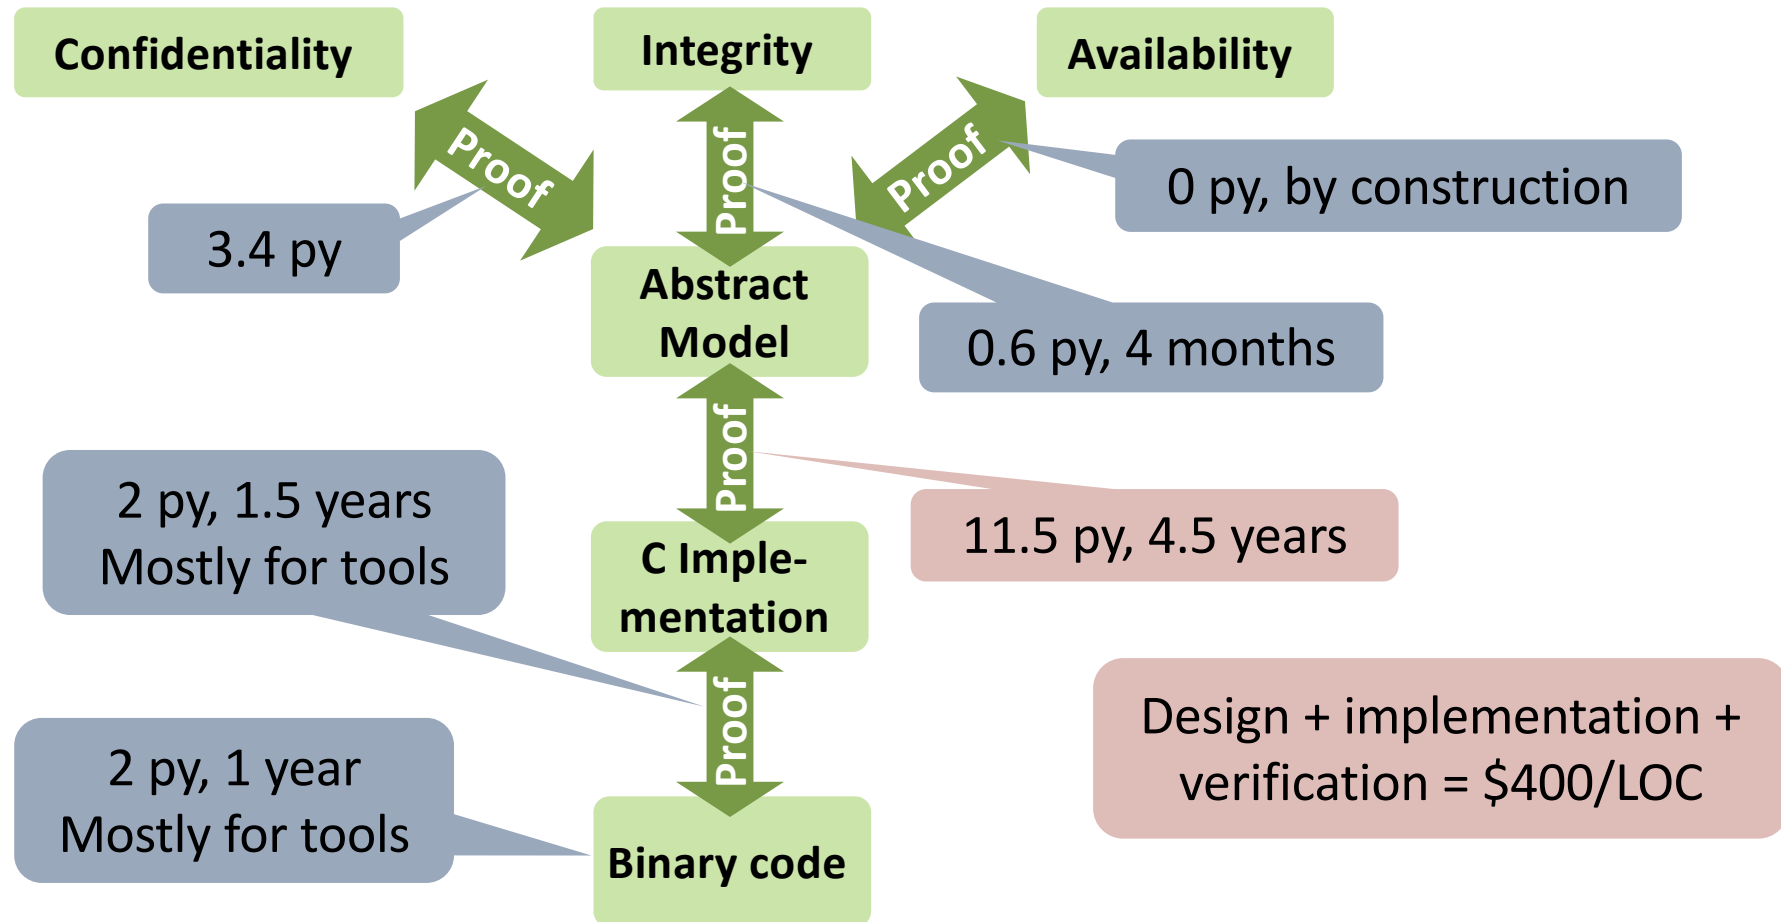 Confidentiality
Integrity
Availability
Proof
Proof
Proof
0 py, by construction
3.4 py
Abstract
Model
0.6 py, 4 months
Proof
2 py, 1.5 years
Mostly for tools
11.5 py, 4.5 years
C Imple-
mentation
Proof
Design + implementation +
verification = $400/LOC
2 py, 1 year
Mostly for tools
Binary code